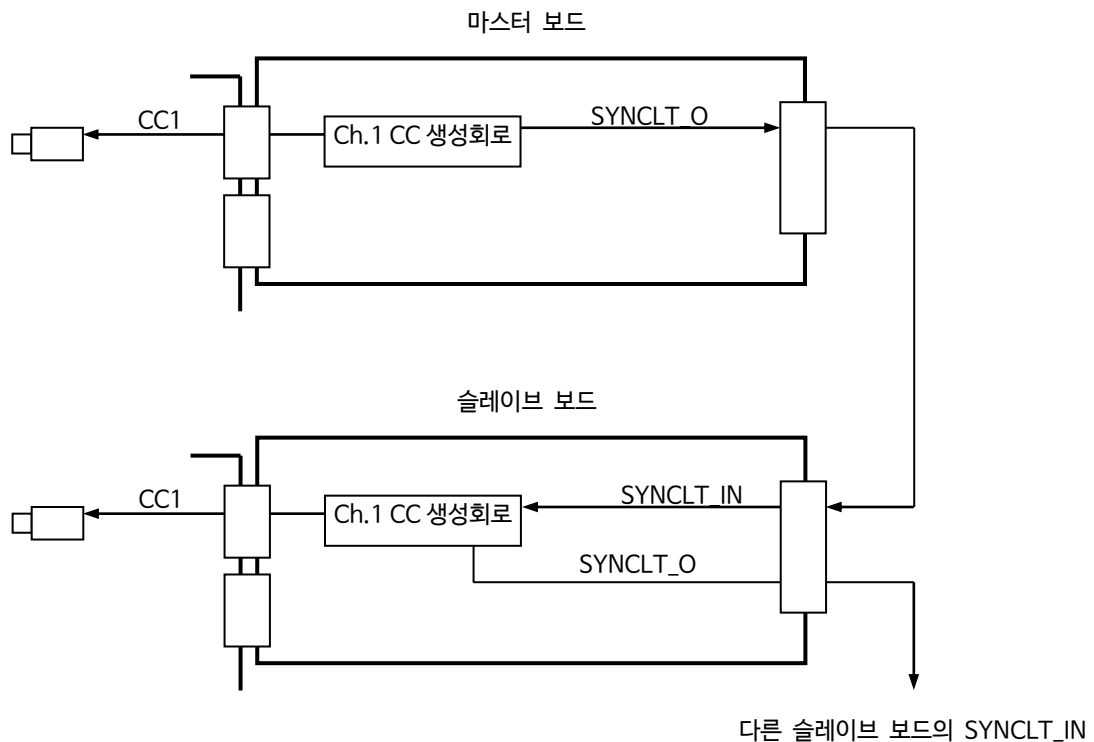 마스터 보드
CC1
Ch.1 CC 생성회로
SYNCLT_O
슬레이브 보드
CC1
Ch.1 CC 생성회로
SYNCLT_IN
SYNCLT_O
다른 슬레이브 보드의 SYNCLT_IN